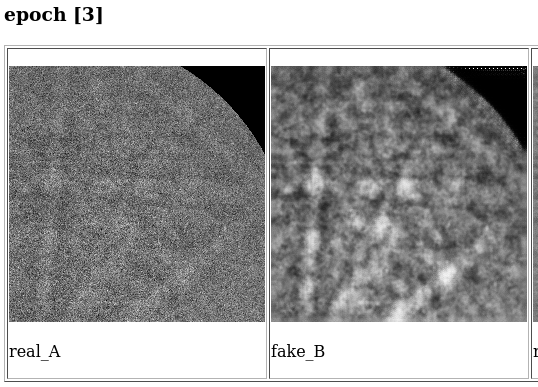 epoch [3]
real_A
fake_B